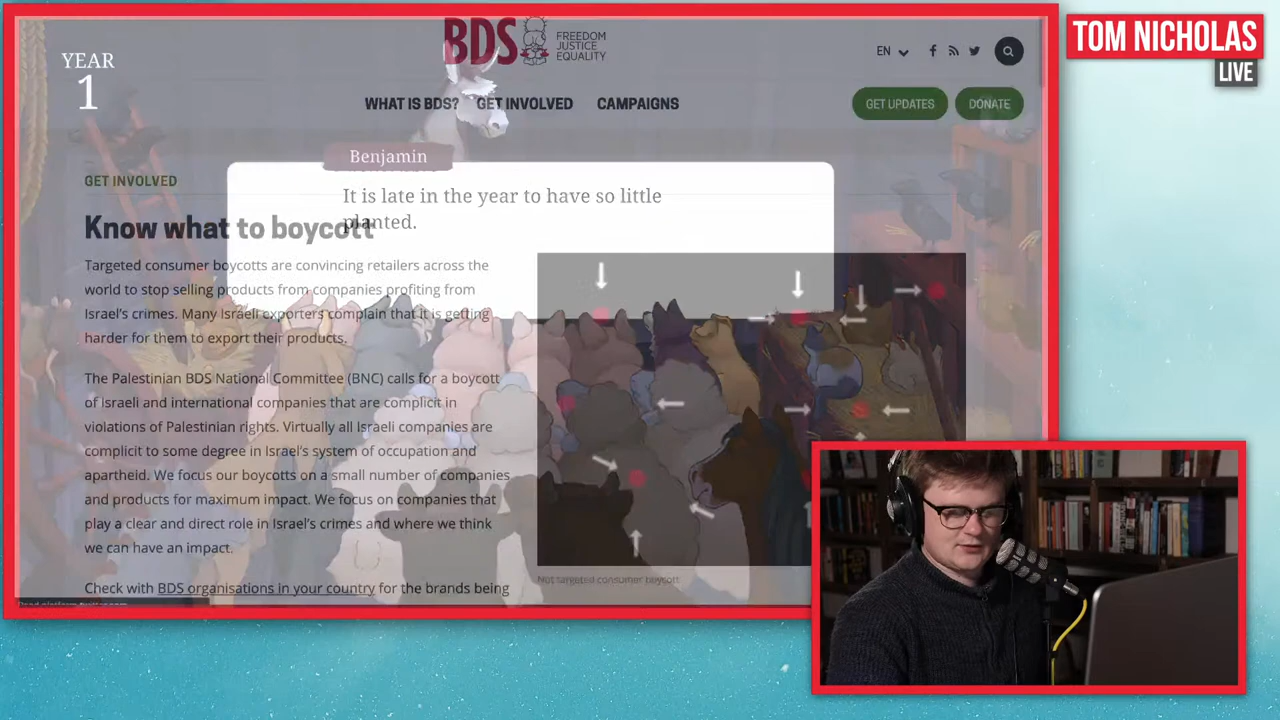 TOM NICHOLAS
LIVE
YEAR
1
BDS
FREEDOM
JUSTICE
EQUALITY
EN
WHAT IS BDS?
GET INVOLVED
CAMPAIGNS
GET UPDATES
DONATE
Benjamin
It is late in the year to have so little
planted.
GET INVOLVED
Know what to boycott
Targeted consumer boycotts are convincing retailers across the
world to stop selling products from companies profiting from
Israel's crimes. Many Israeli exporters complain that it is getting
harder for them to export their products.
The Palestinian BDS National Committee (BNC) calls for a boycott
of Israeli and international companies that are complicit in
violations of Palestinian rights. Virtually all Israeli companies are
complicit to some degree in Israel's system of occupation and
apartheid. We focus our boycotts on a small number of companies
and products for maximum impact. We focus on companies that
play a clear and direct role in Israel's crimes and where we think
we can have an impact.
Check with BDS organisations in your country for the brands being
Not targeted consumer boycott